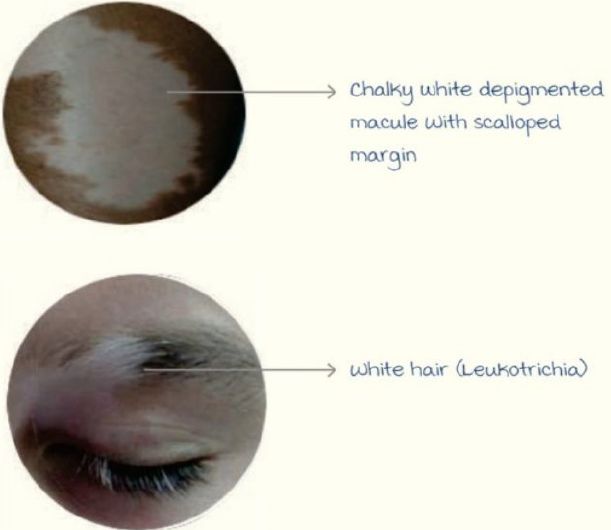 Chalky white depigmented
macule with scalloped
margin
White hair (Leukotrichia)